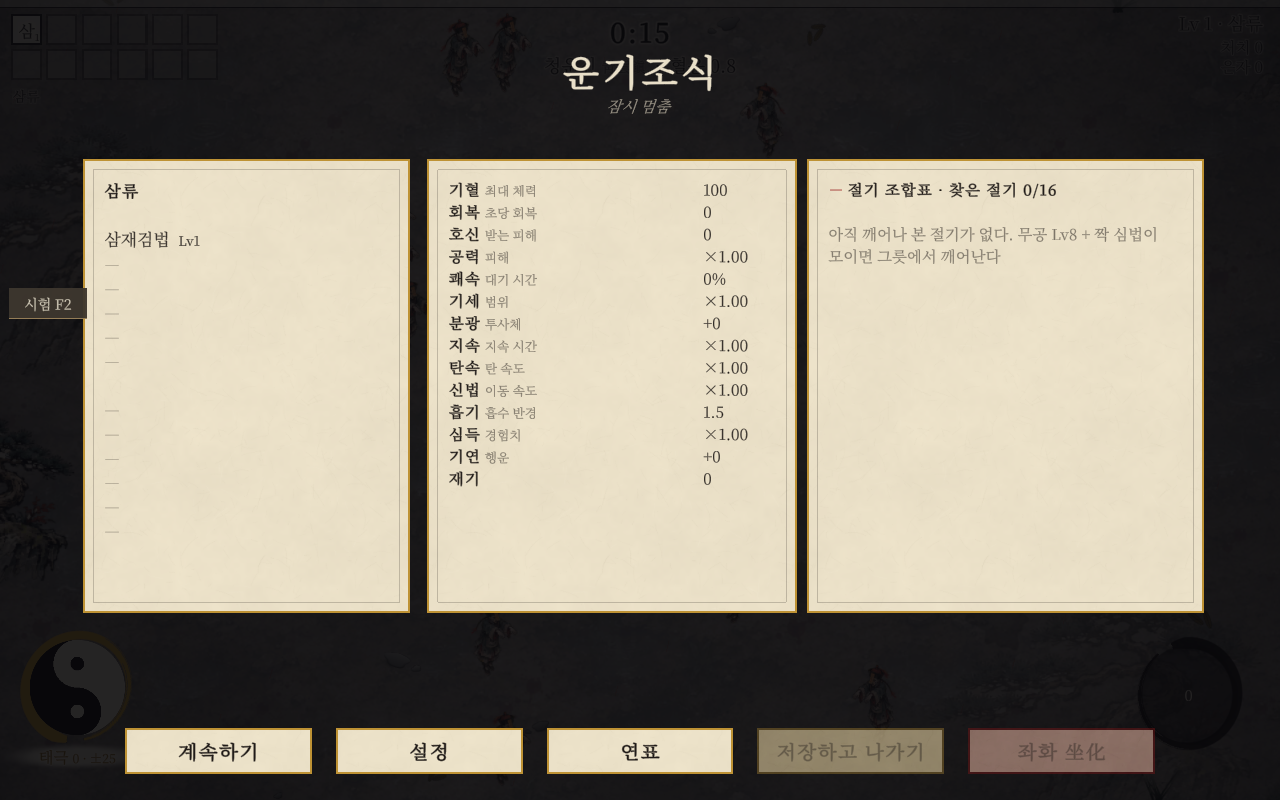 삼
0:15
운기조식
잠시 멈춤
삼류
삼재검법 Lv1
—
—
—
—
—
—
—
—
—
—
—
시험 F2
기혈 최대 체력 100
회복 초당 회복 0
호신 받는 피해 0
공력 피해 ×1.00
쾌속 대기 시간 0%
기세 범위 ×1.00
분광 투사체 +0
지속 지속 시간 ×1.00
탄속 탄 속도 ×1.00
신법 이동 속도 ×1.00
흡기 흡수 반경 1.5
심득 경험치 ×1.00
기연 행운 +0
재기 0
一 절기 조합표 · 찾은 절기 0/16
아직 깨어나 본 절기가 없다. 무공 Lv8 + 짝 심법이
모이면 그릇에서 깨어난다
0
계속하기
설정
연표
저장하고 나가기
좌화 坐化